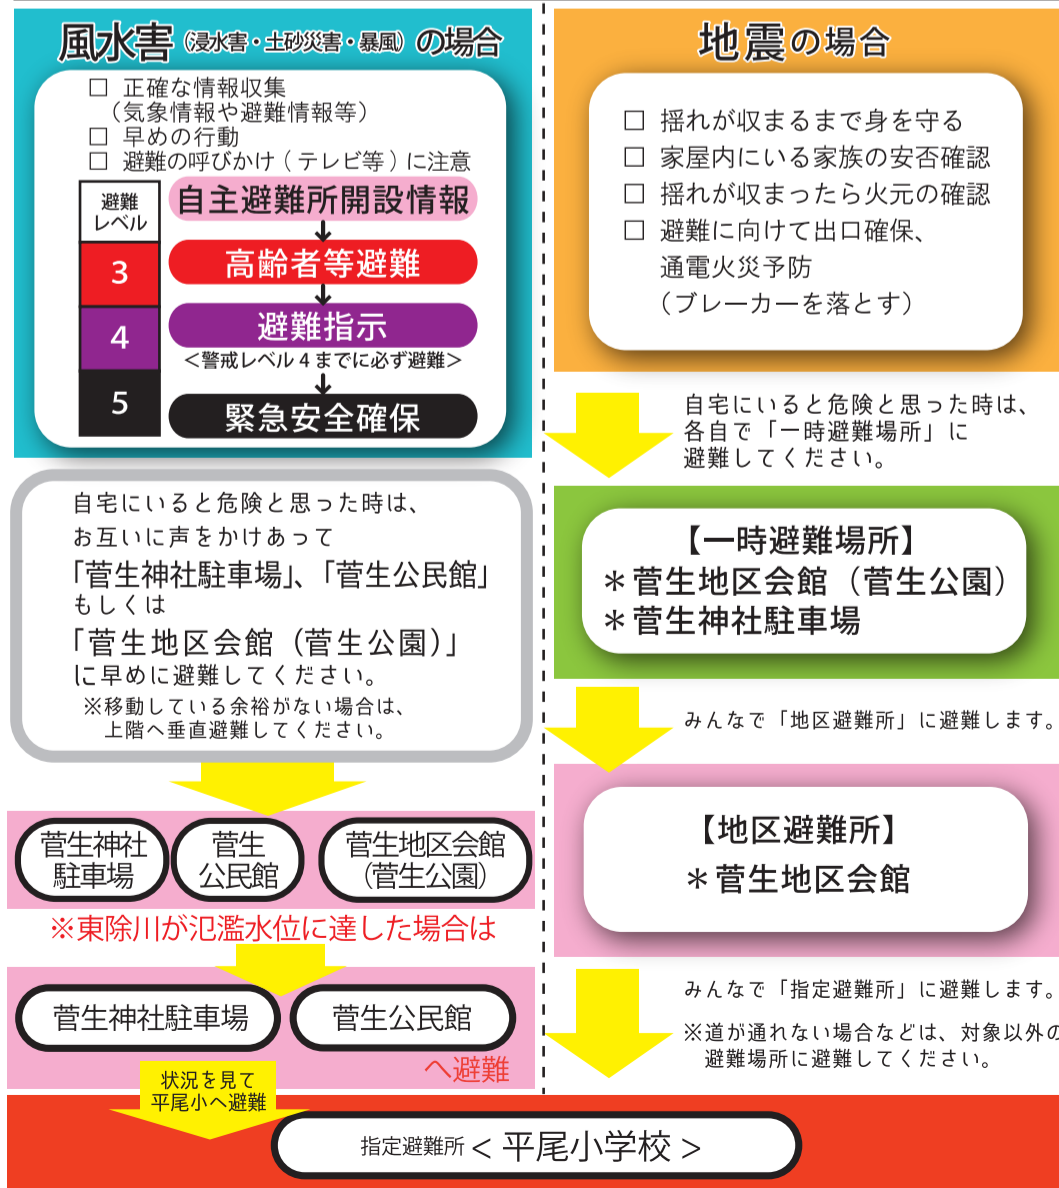 風水害（浸水害・土砂災害・暴風）の場合
□ 正確な情報収集
（気象情報や避難情報等）
□ 早めの行動
□ 避難の呼びかけ ( テレビ等 ) に注意
避難
レベル
自主避難所開設情報
↓
3
高齢者等避難
↓
4
避難指示
＜警戒レベル 4 までに必ず避難＞
↓
5
緊急安全確保
自宅にいると危険と思った時は、
お互いに声をかけあって
「菅生神社駐車場」、「菅生公民館」
もしくは
「菅生地区会館（菅生公園）」
に早めに避難してください。
※移動している余裕がない場合は、
上階へ垂直避難してください。
菅生神社
駐車場
菅生
公民館
菅生地区会館
（菅生公園）
※東除川が氾濫水位に達した場合は
菅生神社駐車場
菅生公民館
へ避難
状況を見て
平尾小へ避難
地震の場合
□ 揺れが収まるまで身を守る
□ 家屋内にいる家族の安否確認
□ 揺れが収まったら火元の確認
□ 避難に向けて出口確保、
通電火災予防
（ブレーカーを落とす）
自宅にいると危険と思った時は、
各自で「一時避難場所」に
避難してください。
【一時避難場所】
＊菅生地区会館（菅生公園）
＊菅生神社駐車場
みんなで「地区避難所」に避難します。
【地区避難所】
＊菅生地区会館
みんなで「指定避難所」に避難します。
※道が通れない場合などは、対象以外の
避難場所に避難してください。
指定避難所 < 平尾小学校 >